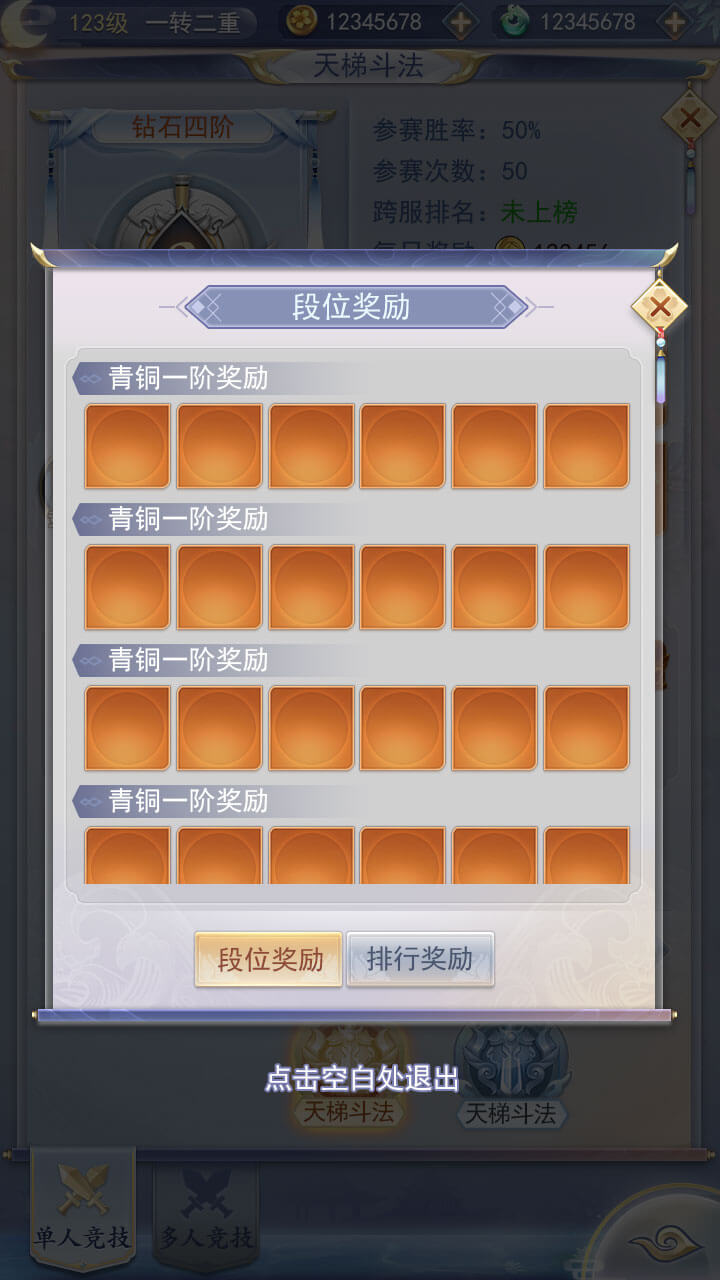 123级 一转二重 12345678 12345678
天梯斗法
钻石四阶
参赛胜率：50%
参赛次数：50
跨服排名：未上榜
段位奖励
青铜一阶奖励
青铜一阶奖励
青铜一阶奖励
青铜一阶奖励
段位奖励 排行奖励
点击空白处退出
天梯斗法 天梯斗法
单人竞技 多人竞技